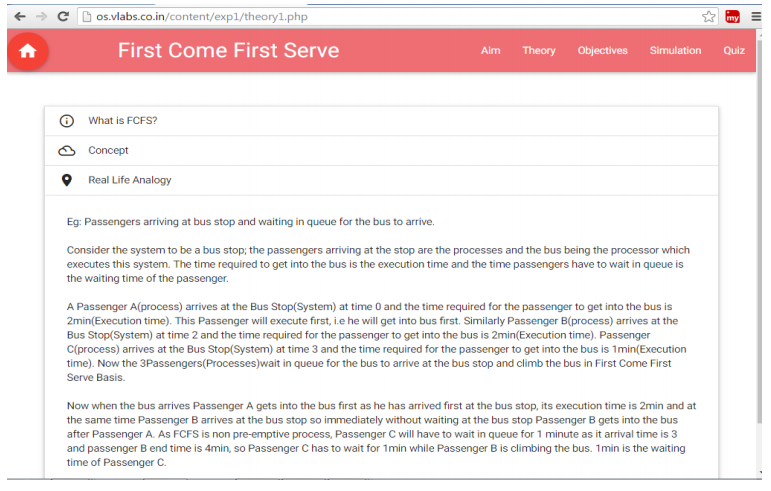 os.vlabs.co.in/content/exp1/theory1.php
my
First Come First Serve
Aim Theory Objectives Simulation Quiz
What is FCFS?
Concept
Real Life Analogy
Eg: Passengers arriving at bus stop and waiting in queue for the bus to arrive.
Consider the system to be a bus stop; the passengers arriving at the stop are the processes and the bus being the processor which
executes this system. The time required to get into the bus is the execution time and the time passengers have to wait in queue is
the waiting time of the passenger.
A Passenger A(process) arrives at the Bus Stop(System) at time 0 and the time required for the passenger to get into the bus is
2min(Execution time). This Passenger will execute first, i.e he will get into bus first. Similarly Passenger B(process) arrives at the
Bus Stop(System) at time 2 and the time required for the passenger to get into the bus is 2min(Execution time). Passenger
C(process) arrives at the Bus Stop(System) at time 3 and the time required for the passenger to get into the bus is 1min(Execution
time). Now the 3Passengers(Processes)wait in queue for the bus to arrive at the bus stop and climb the bus in First Come First
Serve Basis.
Now when the bus arrives Passenger A gets into the bus first as he has arrived first at the bus stop, its execution time is 2min and at
the same time Passenger B arrives at the bus stop so immediately without waiting at the bus stop Passenger B gets into the bus
after Passenger A. As FCFS is non pre-emptive process, Passenger C will have to wait in queue for 1 minute as it arrival time is 3
and passenger B end time is 4min, so Passenger C has to wait for 1min while Passenger B is climbing the bus. 1min is the waiting
time of Passenger C.